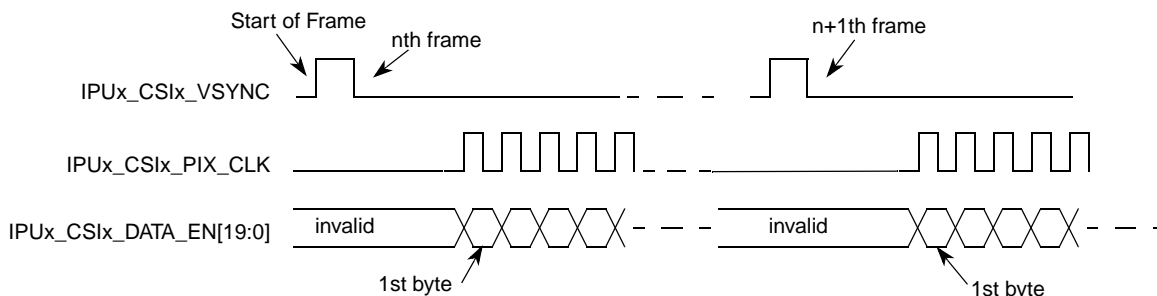 Start of Frame
nth frame
n+1th frame
IPUx_CSIx_VSYNC
IPUx_CSIx_PIX_CLK
IPUx_CSIx_DATA_EN[19:0]
invalid
invalid
1st byte
1st byte